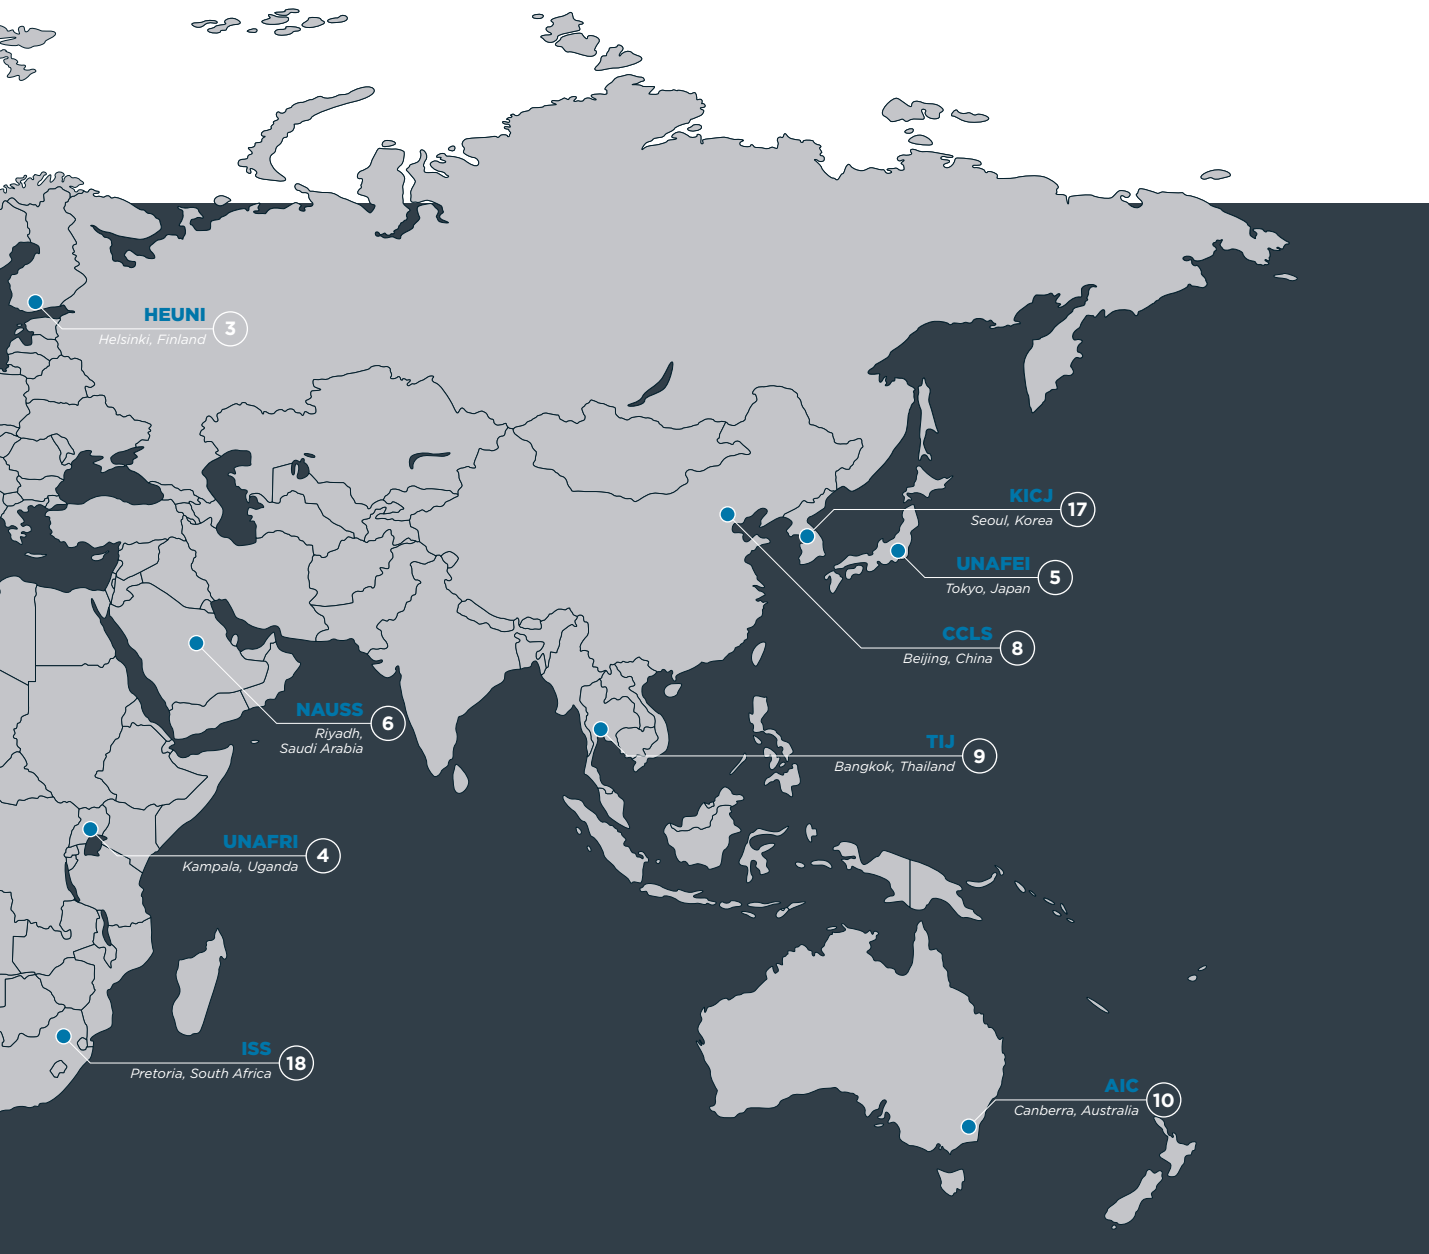 HEUNI
3
Helsinki, Finland
KICJ
17
Seoul, Korea
UNAFEI
5
Tokyo, Japan
CCLS
8
Beijing, China
NAUSS
6
Riyadh,
Saudi Arabia
TIJ
9
Bangkok, Thailand
UNAFRI
4
Kampala, Uganda
ISS
18
Pretoria, South Africa
AIC
10
Canberra, Australia